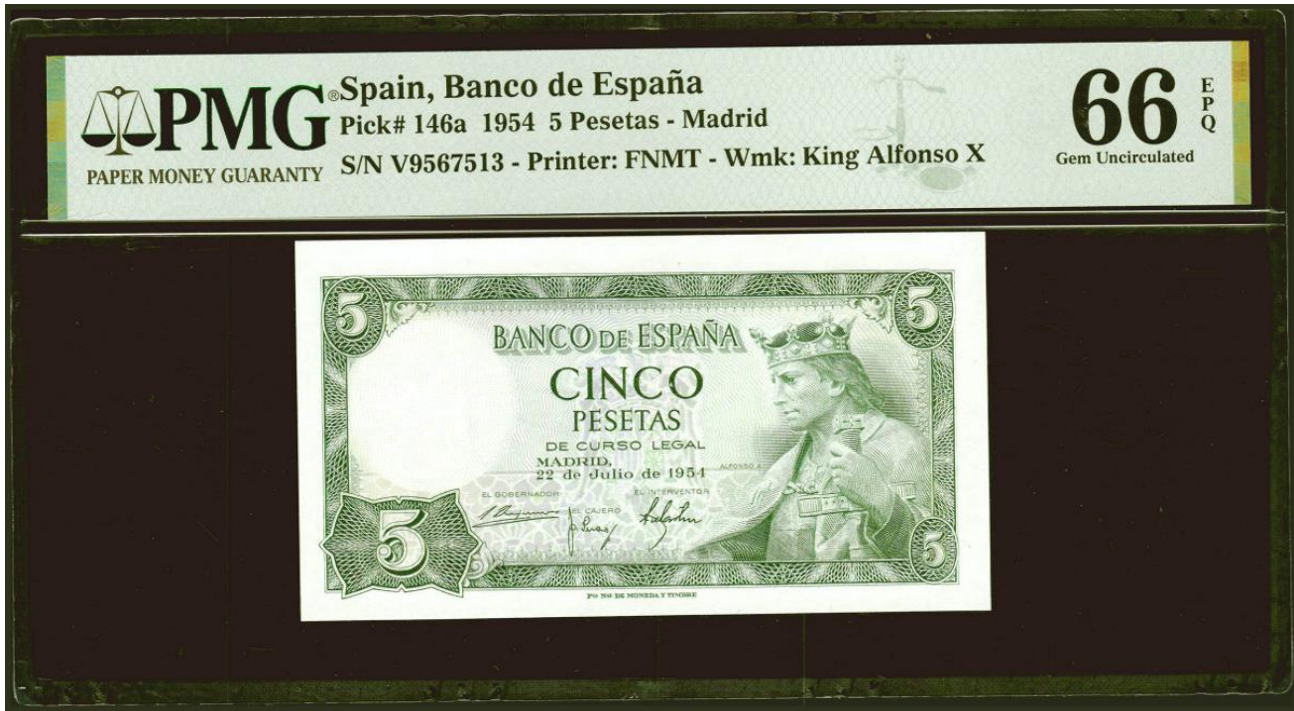 PMG®
PAPER MONEY GUARANTY
Spain, Banco de España
Pick# 146a 1954 5 Pesetas - Madrid
S/N V9567513 - Printer: FNMT - Wmk: King Alfonso X
66
EPQ
Gem Uncirculated
5 5
BANCO DE ESPAÑA
CINCO
PESETAS
DE CURSO LEGAL
MADRID,
22 de Julio de 1954
ALFONSO X
EL GOBERNADOR EL INTERVENTOR
EL CAJERO
5 5